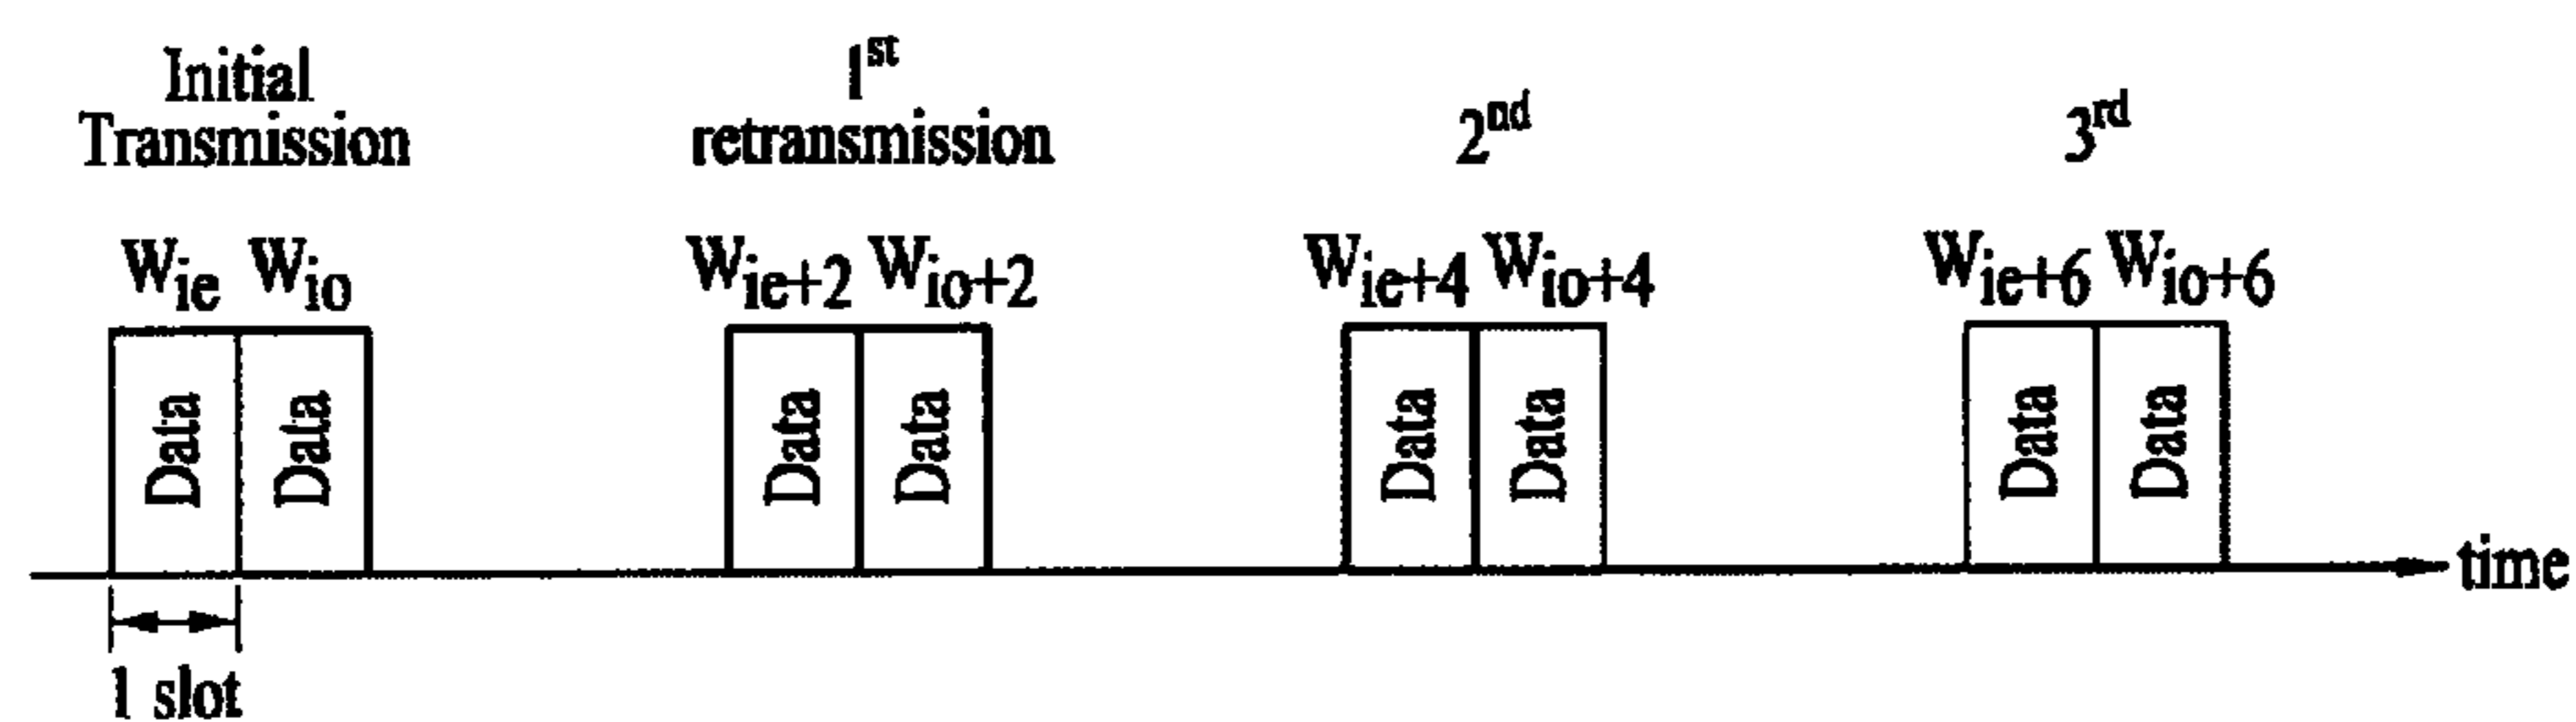 Initial
Transmission
1st
retransmission
2nd
3rd
Wie Wio
Wie+2 Wio+2
Wie+4 Wio+4
Wie+6 Wio+6
Data Data
Data Data
Data Data
Data Data
time
1 slot